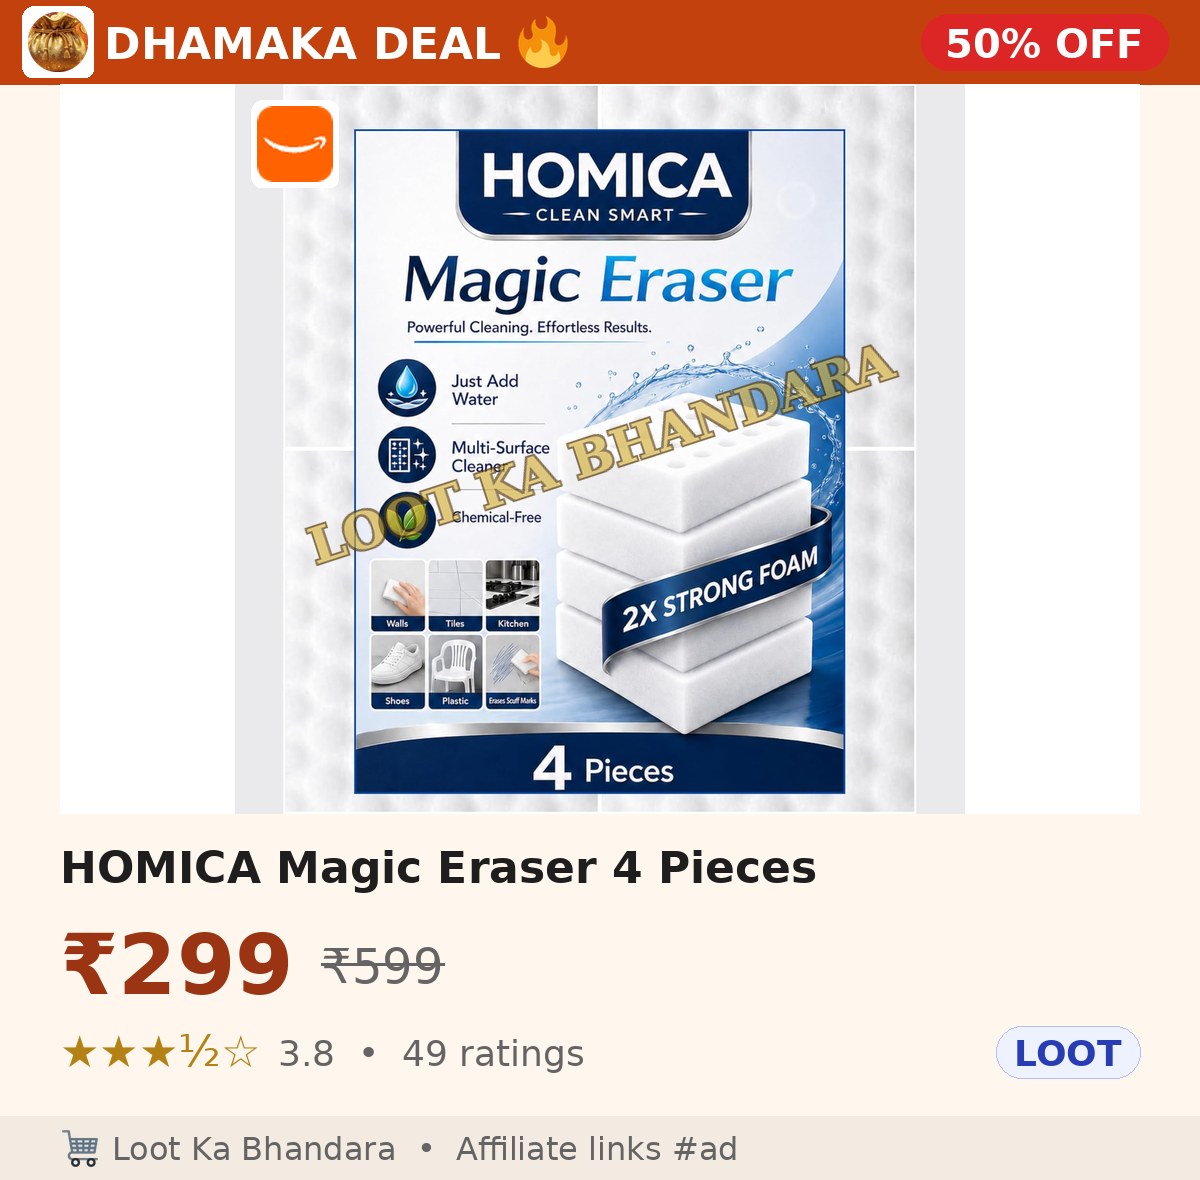 DHAMAKA DEAL 🔥
50% OFF
HOMICA
CLEAN SMART
Magic Eraser
Powerful Cleaning. Effortless Results.
Just Add
Water
Multi-Surface
Cleaner
Chemical-Free
LOOT KA BHANDARA
2X STRONG FOAM
Walls
Tiles
Kitchen
Shoes
Plastic
Erases Scuff Marks
4 Pieces
HOMICA Magic Eraser 4 Pieces
₹299 ₹599
★★★½☆ 3.8 • 49 ratings
LOOT
Loot Ka Bhandara • Affiliate links #ad